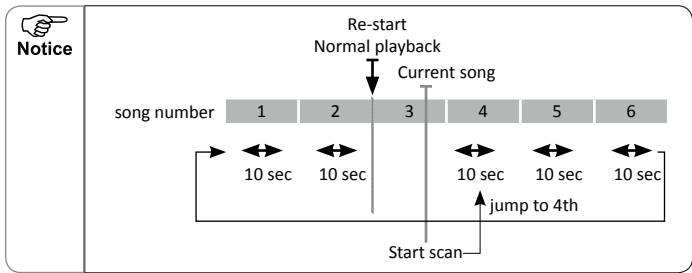 Notice
Re-start
Normal playback
Current song
song number 1 2 3 4 5 6
10 sec 10 sec 10 sec 10 sec 10 sec
jump to 4th
Start scan